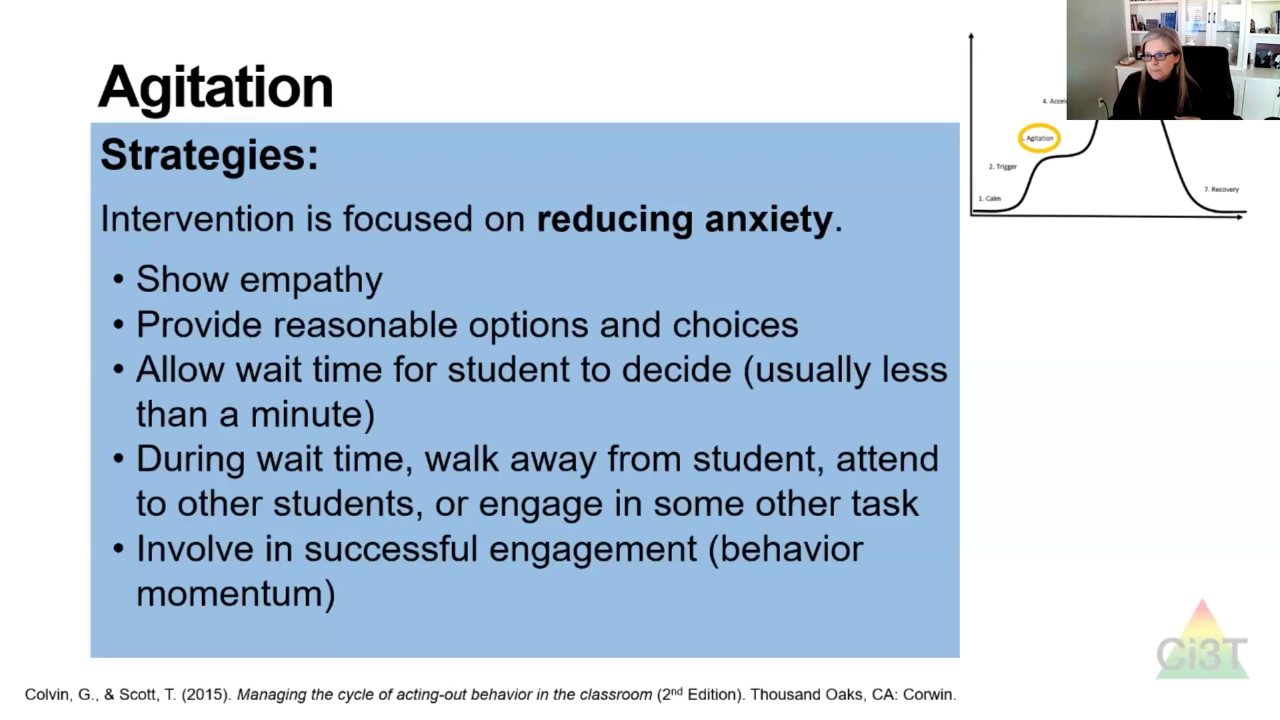 Agitation
Strategies:
Intervention is focused on reducing anxiety.
• Show empathy
• Provide reasonable options and choices
• Allow wait time for student to decide (usually less
than a minute)
• During wait time, walk away from student, attend
to other students, or engage in some other task
• Involve in successful engagement (behavior
momentum)
4. Accel
Agitation
2. Trigger
1. Calm
7. Recovery
Ci3T
Colvin, G., & Scott, T. (2015). Managing the cycle of acting-out behavior in the classroom (2nd Edition). Thousand Oaks, CA: Corwin.